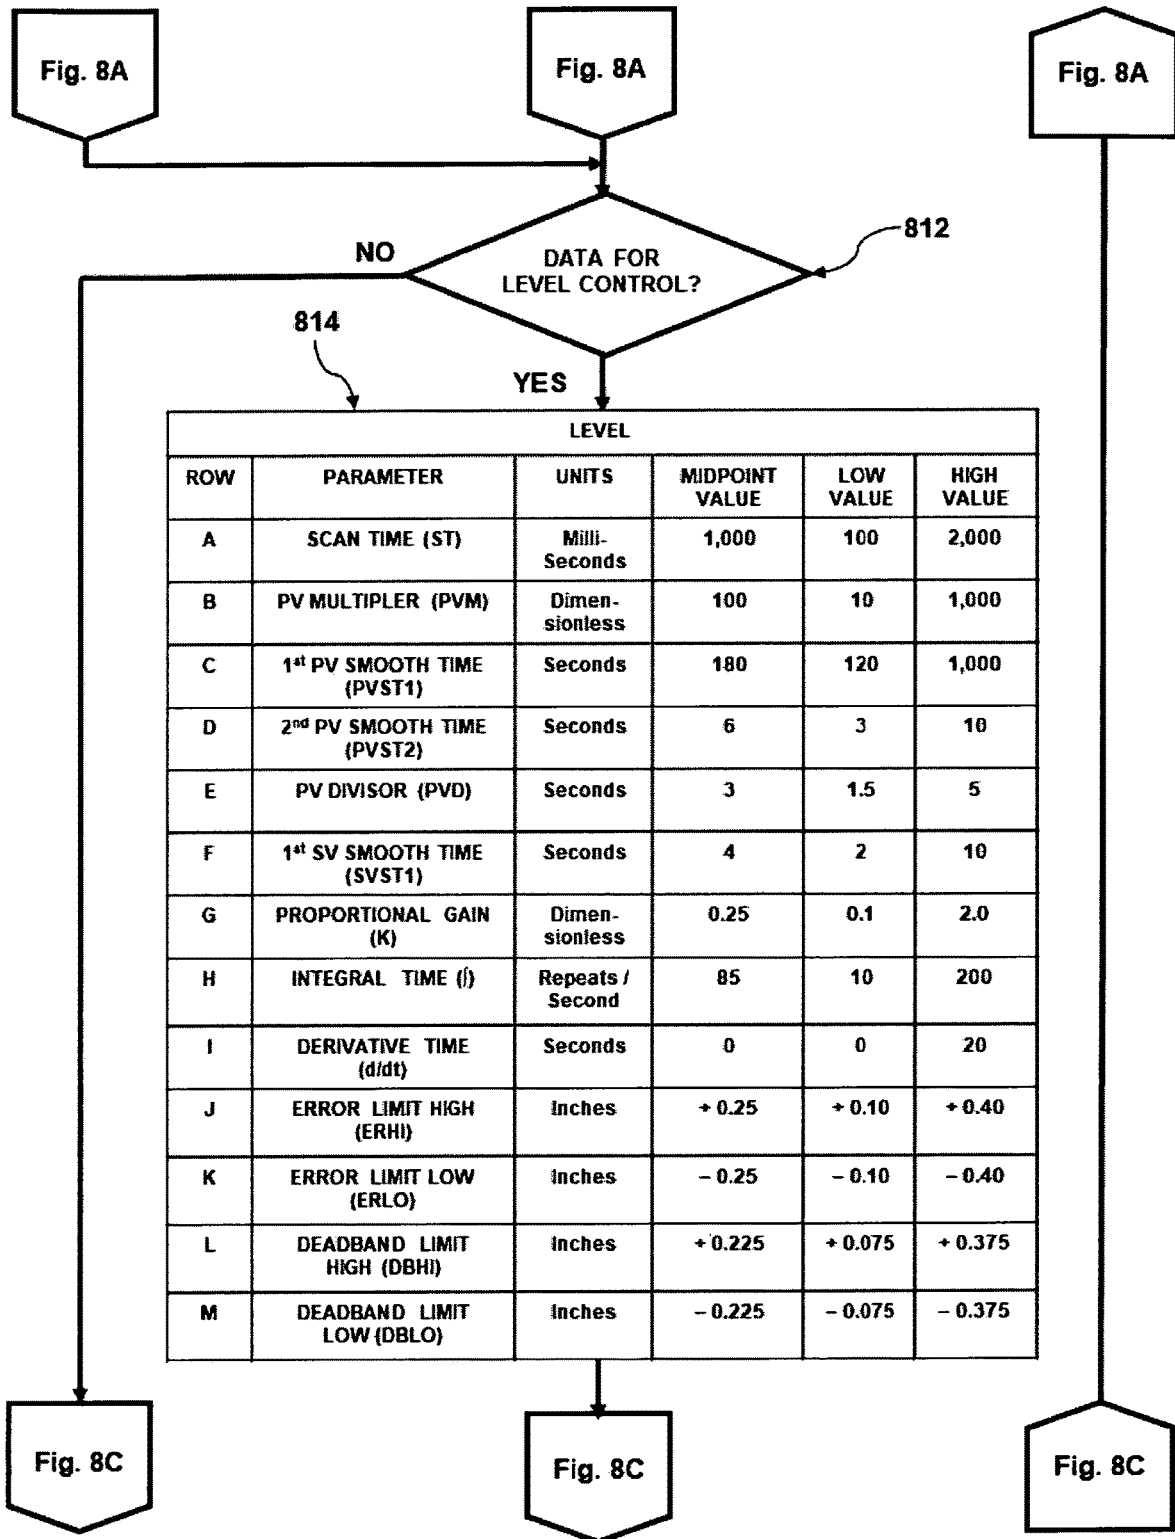 Fig. 8A
Fig. 8A
Fig. 8A
812
NO
DATA FOR
LEVEL CONTROL?
814
YES
LEVEL
ROW PARAMETER UNITS MIDPOINT VALUE LOW VALUE HIGH VALUE
A SCAN TIME (ST) Milli-Seconds 1,000 100 2,000
B PV MULTIPLER (PVM) Dimen-sionless 100 10 1,000
C 1st PV SMOOTH TIME (PVST1) Seconds 180 120 1,000
D 2nd PV SMOOTH TIME (PVST2) Seconds 6 3 10
E PV DIVISOR (PVD) Seconds 3 1.5 5
F 1st SV SMOOTH TIME (SVST1) Seconds 4 2 10
G PROPORTIONAL GAIN (K) Dimen-sionless 0.25 0.1 2.0
H INTEGRAL TIME (∫) Repeats / Second 85 10 200
I DERIVATIVE TIME (d/dt) Seconds 0 0 20
J ERROR LIMIT HIGH (ERHI) Inches + 0.25 + 0.10 + 0.40
K ERROR LIMIT LOW (ERLO) Inches – 0.25 – 0.10 – 0.40
L DEADBAND LIMIT HIGH (DBHI) Inches + 0.225 + 0.075 + 0.375
M DEADBAND LIMIT LOW (DBLO) Inches – 0.225 – 0.075 – 0.375
Fig. 8C
Fig. 8C
Fig. 8C